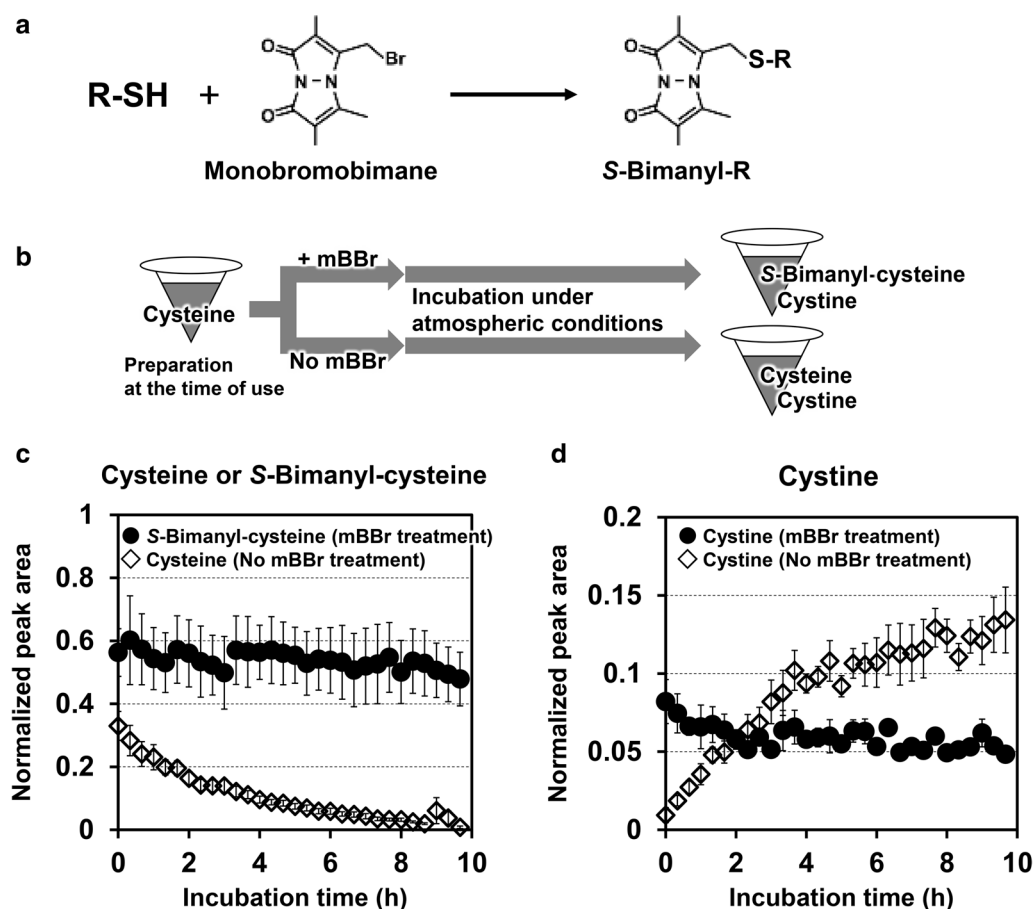 a
R-SH + O O N N Br
O O N N S-R
Monobromobimane
S-Bimanyl-R
b
+ mBBr
Cysteine
Incubation under
atmospheric conditions
No mBBr
Preparation
at the time of use
S-Bimanyl-cysteine
Cystine
Cysteine
Cystine
c
Cysteine or S-Bimanyl-cysteine
S-Bimanyl-cysteine (mBBr treatment)
Cysteine (No mBBr treatment)
Normalized peak area
1
0.8
0.6
0.4
0.2
0
0 2 4 6 8 10
Incubation time (h)
d
Cystine
Cystine (mBBr treatment)
Cystine (No mBBr treatment)
Normalized peak area
0.2
0.15
0.1
0.05
0
0 2 4 6 8 10
Incubation time (h)